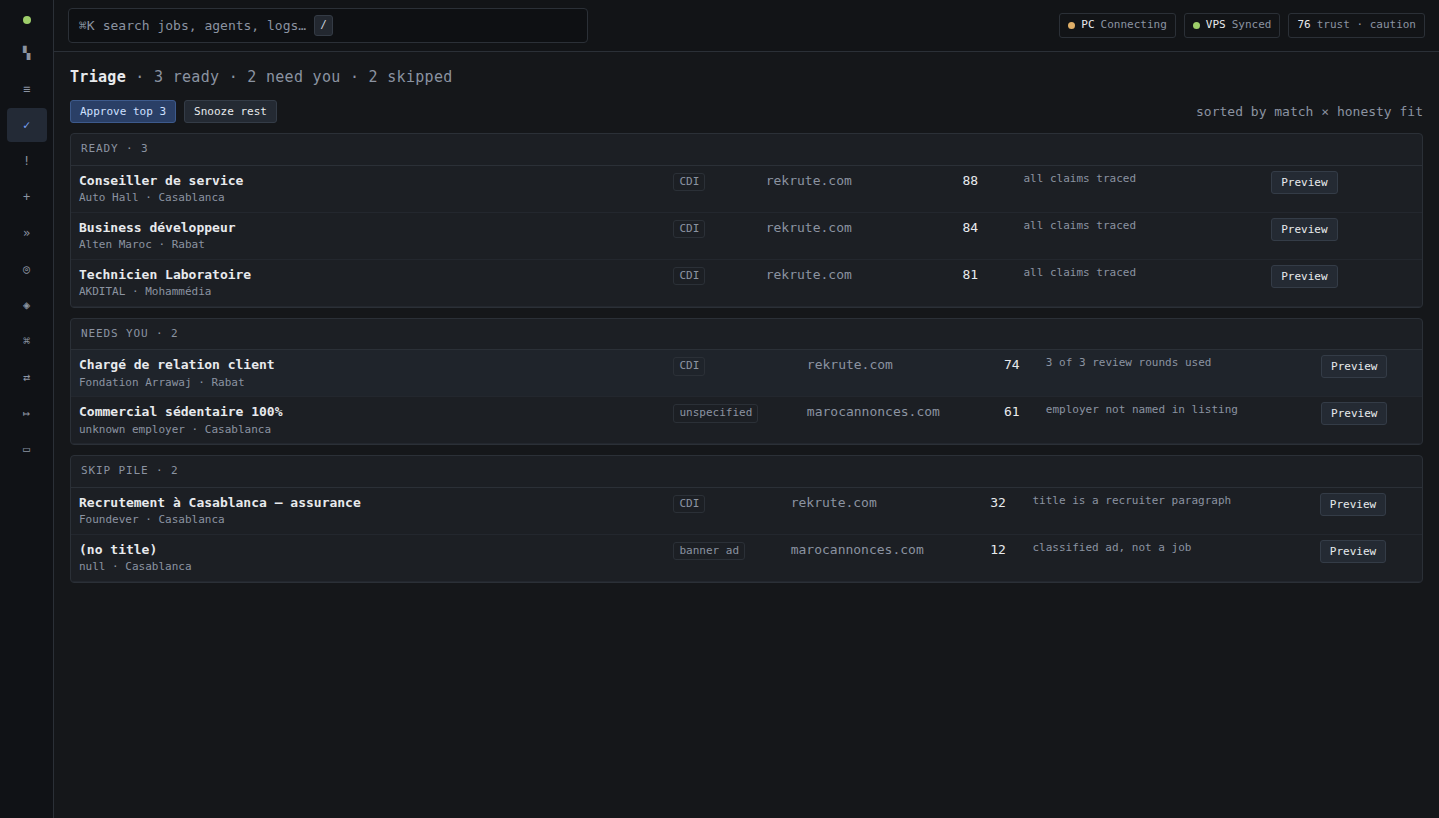 ⌘K search jobs, agents, logs… /
PC Connecting
VPS Synced
76 trust · caution
Triage · 3 ready · 2 need you · 2 skipped
Approve top 3
Snooze rest
sorted by match × honesty fit
READY · 3
Conseiller de service CDI rekrute.com 88 all claims traced Preview
Auto Hall · Casablanca
Business développeur CDI rekrute.com 84 all claims traced Preview
Alten Maroc · Rabat
Technicien Laboratoire CDI rekrute.com 81 all claims traced Preview
AKDITAL · Mohammédia
NEEDS YOU · 2
Chargé de relation client CDI rekrute.com 74 3 of 3 review rounds used Preview
Fondation Arrawaj · Rabat
Commercial sédentaire 100% unspecified marocannonces.com 61 employer not named in listing Preview
unknown employer · Casablanca
SKIP PILE · 2
Recrutement à Casablanca — assurance CDI rekrute.com 32 title is a recruiter paragraph Preview
Foundever · Casablanca
(no title) banner ad marocannonces.com 12 classified ad, not a job Preview
null · Casablanca